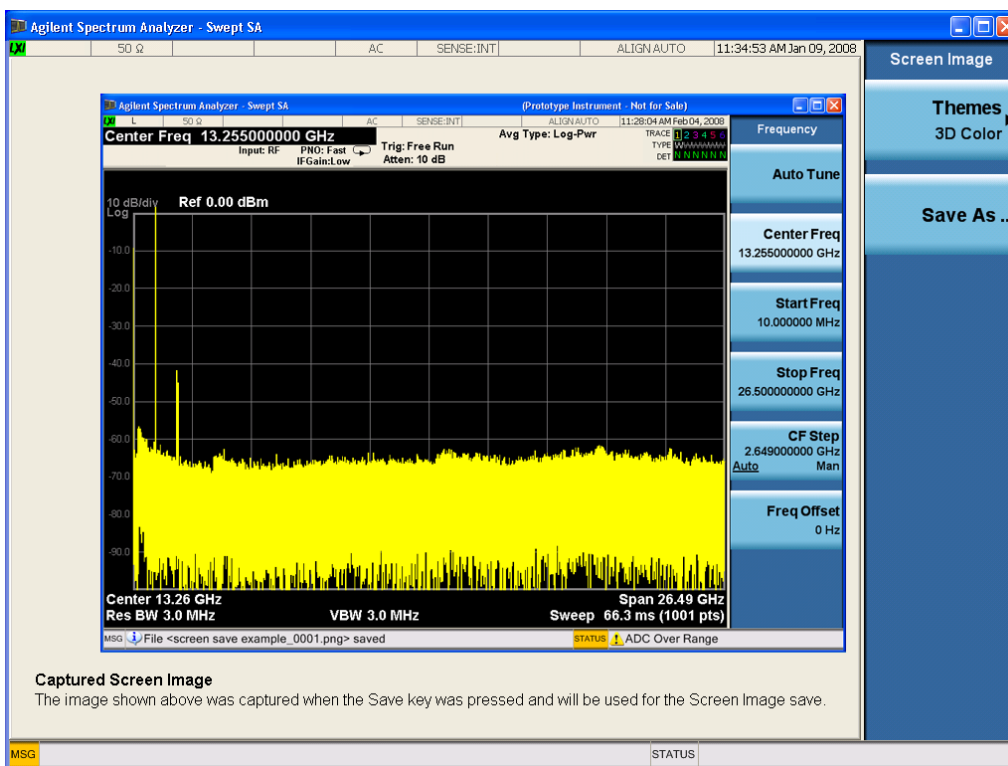 Agilent Spectrum Analyzer - Swept SA
LXI 50 Ω AC SENSE:INT ALIGN AUTO 11:34:53 AM Jan 09, 2008
Screen Image
Themes
3D Color
Save As ..
Agilent Spectrum Analyzer - Swept SA (Prototype Instrument - Not for Sale)
LXI L 50 Ω AC SENSE:INT ALIGN AUTO 11:28:04 AM Feb 04, 2008
Center Freq 13.255000000 GHz
Input: RF PNO: Fast
IFGain:Low
Trig: Free Run
Atten: 10 dB
Avg Type: Log-Pwr
TRACE 1 2 3 4 5 6
TYPE
DET N N N N N N
10 dB/div Ref 0.00 dBm
Log
-10.0
-20.0
-30.0
-40.0
-50.0
-60.0
-70.0
-80.0
-90.0
Center 13.26 GHz Span 26.49 GHz
Res BW 3.0 MHz VBW 3.0 MHz Sweep 66.3 ms (1001 pts)
MSG File <screen save example_0001.png> saved STATUS ADC Over Range
Frequency
Auto Tune
Center Freq
13.255000000 GHz
Start Freq
10.000000 MHz
Stop Freq
26.500000000 GHz
CF Step
2.649000000 GHz
Auto Man
Freq Offset
0 Hz
Captured Screen Image
The image shown above was captured when the Save key was pressed and will be used for the Screen Image save.
MSG STATUS